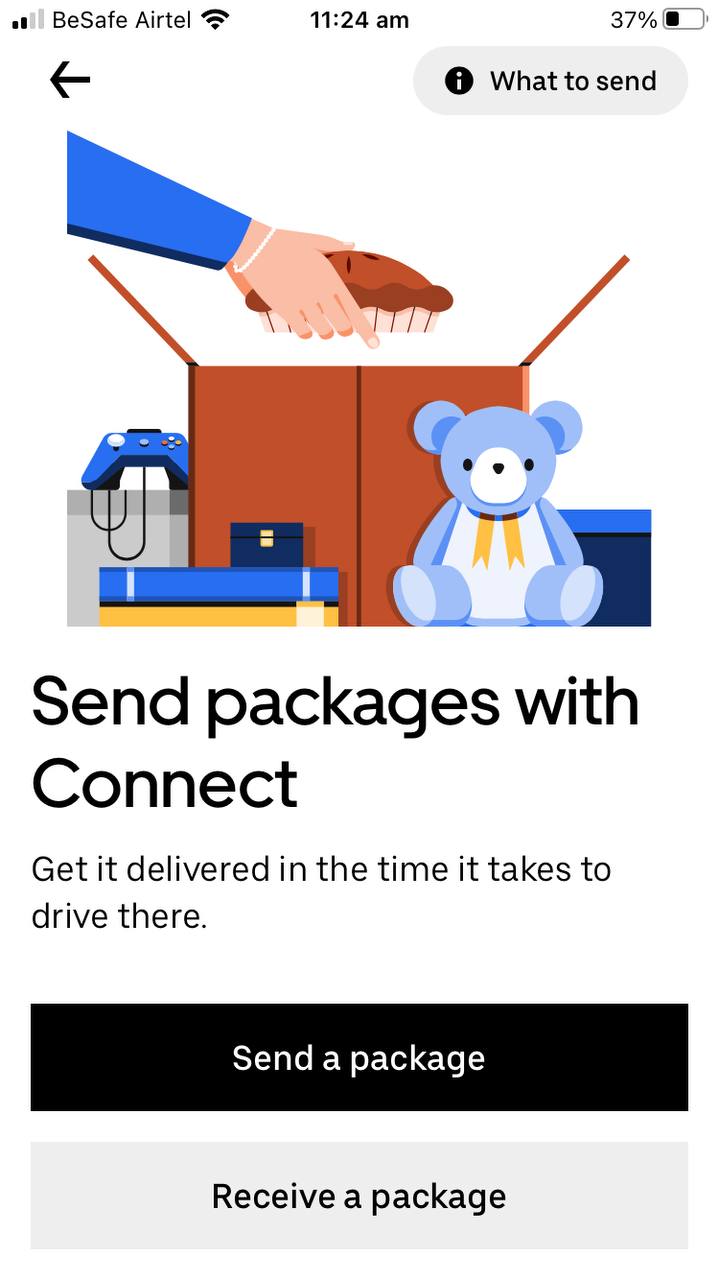 BeSafe Airtel 11:24 am 37%
What to send
Send packages with
Connect
Get it delivered in the time it takes to
drive there.
Send a package
Receive a package